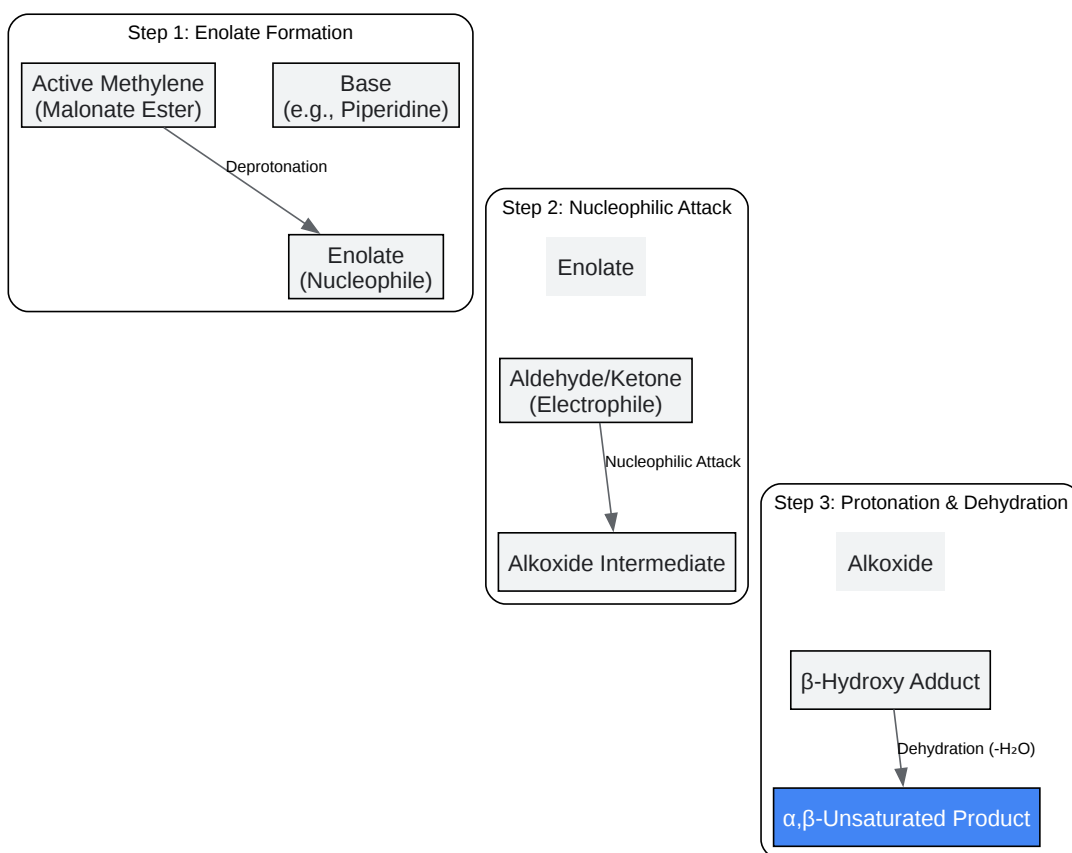 Step 1: Enolate Formation
Active Methylene
(Malonate Ester)
Base
(e.g., Piperidine)
Deprotonation
Enolate
(Nucleophile)
Step 2: Nucleophilic Attack
Enolate
Aldehyde/Ketone
(Electrophile)
Nucleophilic Attack
Alkoxide Intermediate
Step 3: Protonation & Dehydration
Alkoxide
β-Hydroxy Adduct
Dehydration (-H₂O)
α,β-Unsaturated Product